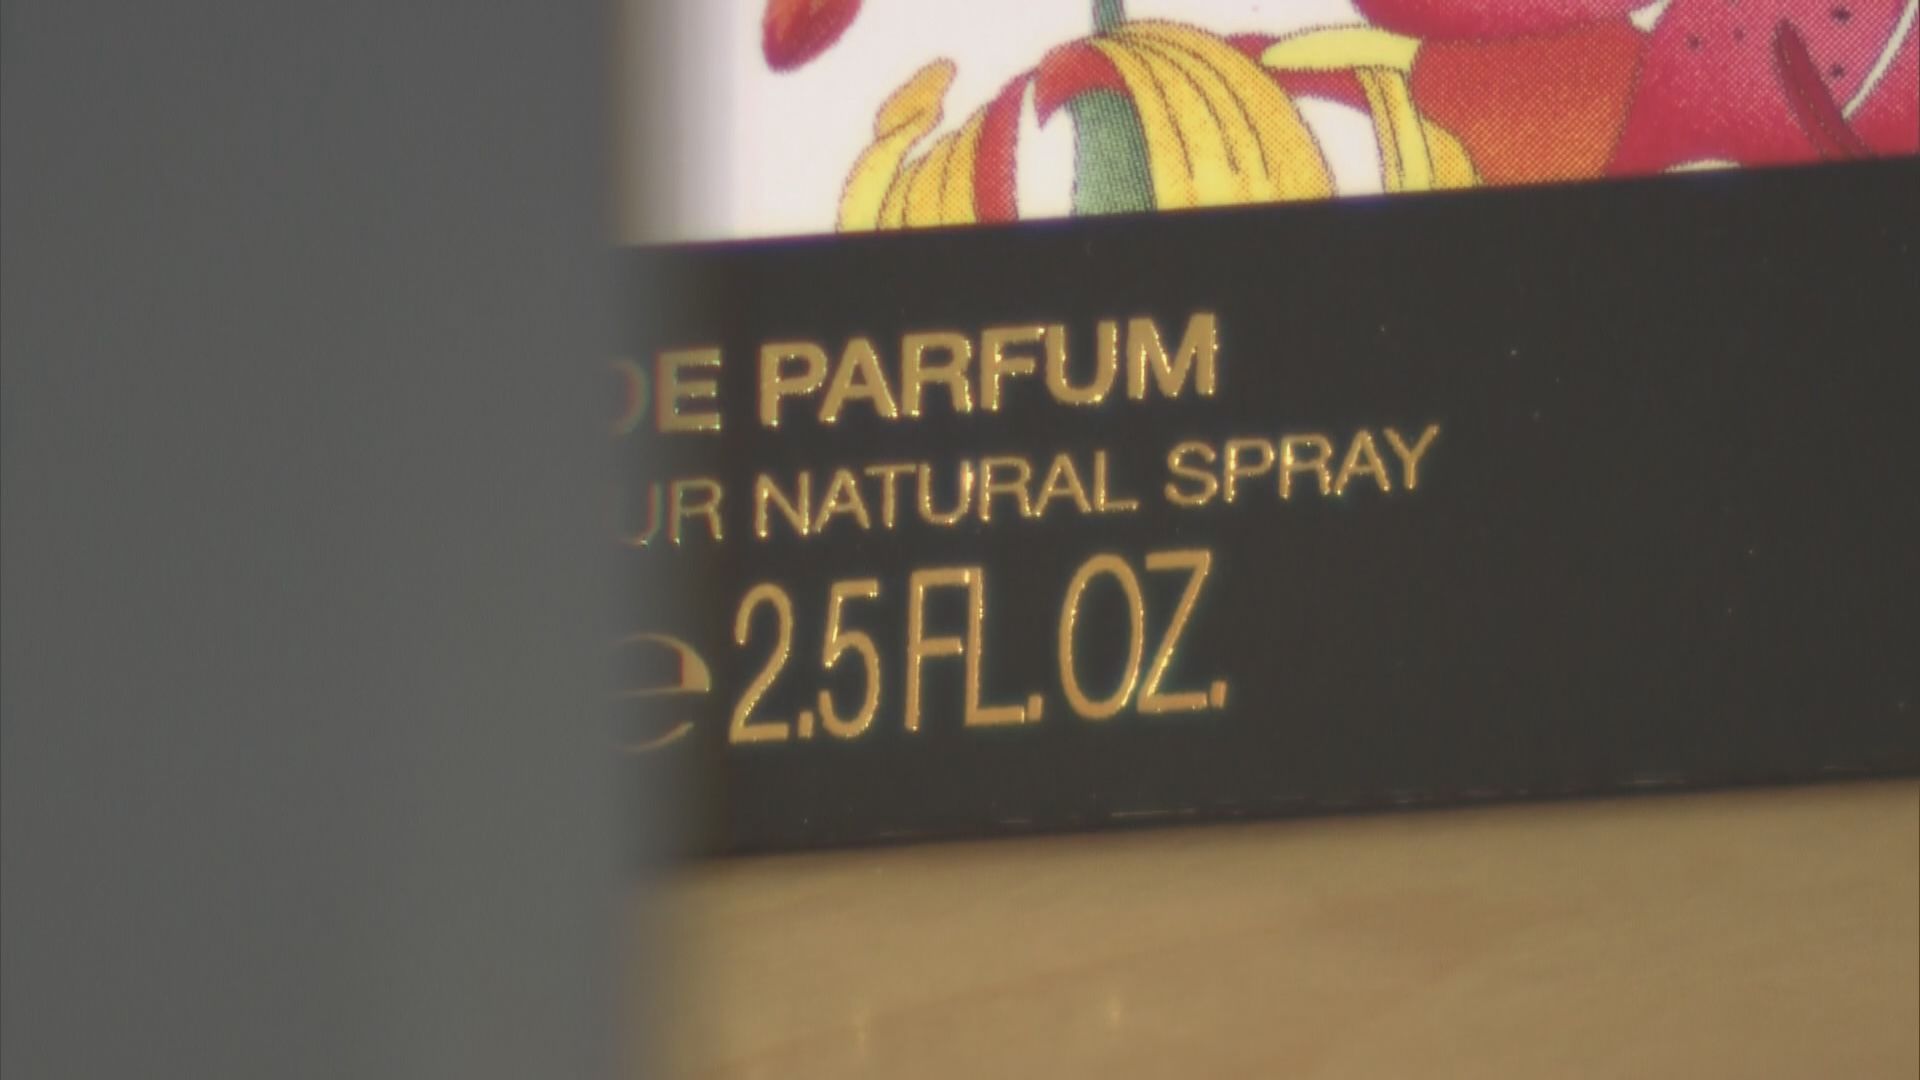 DE PARFUM
UR NATURAL SPRAY
e 2.5 FL. OZ.